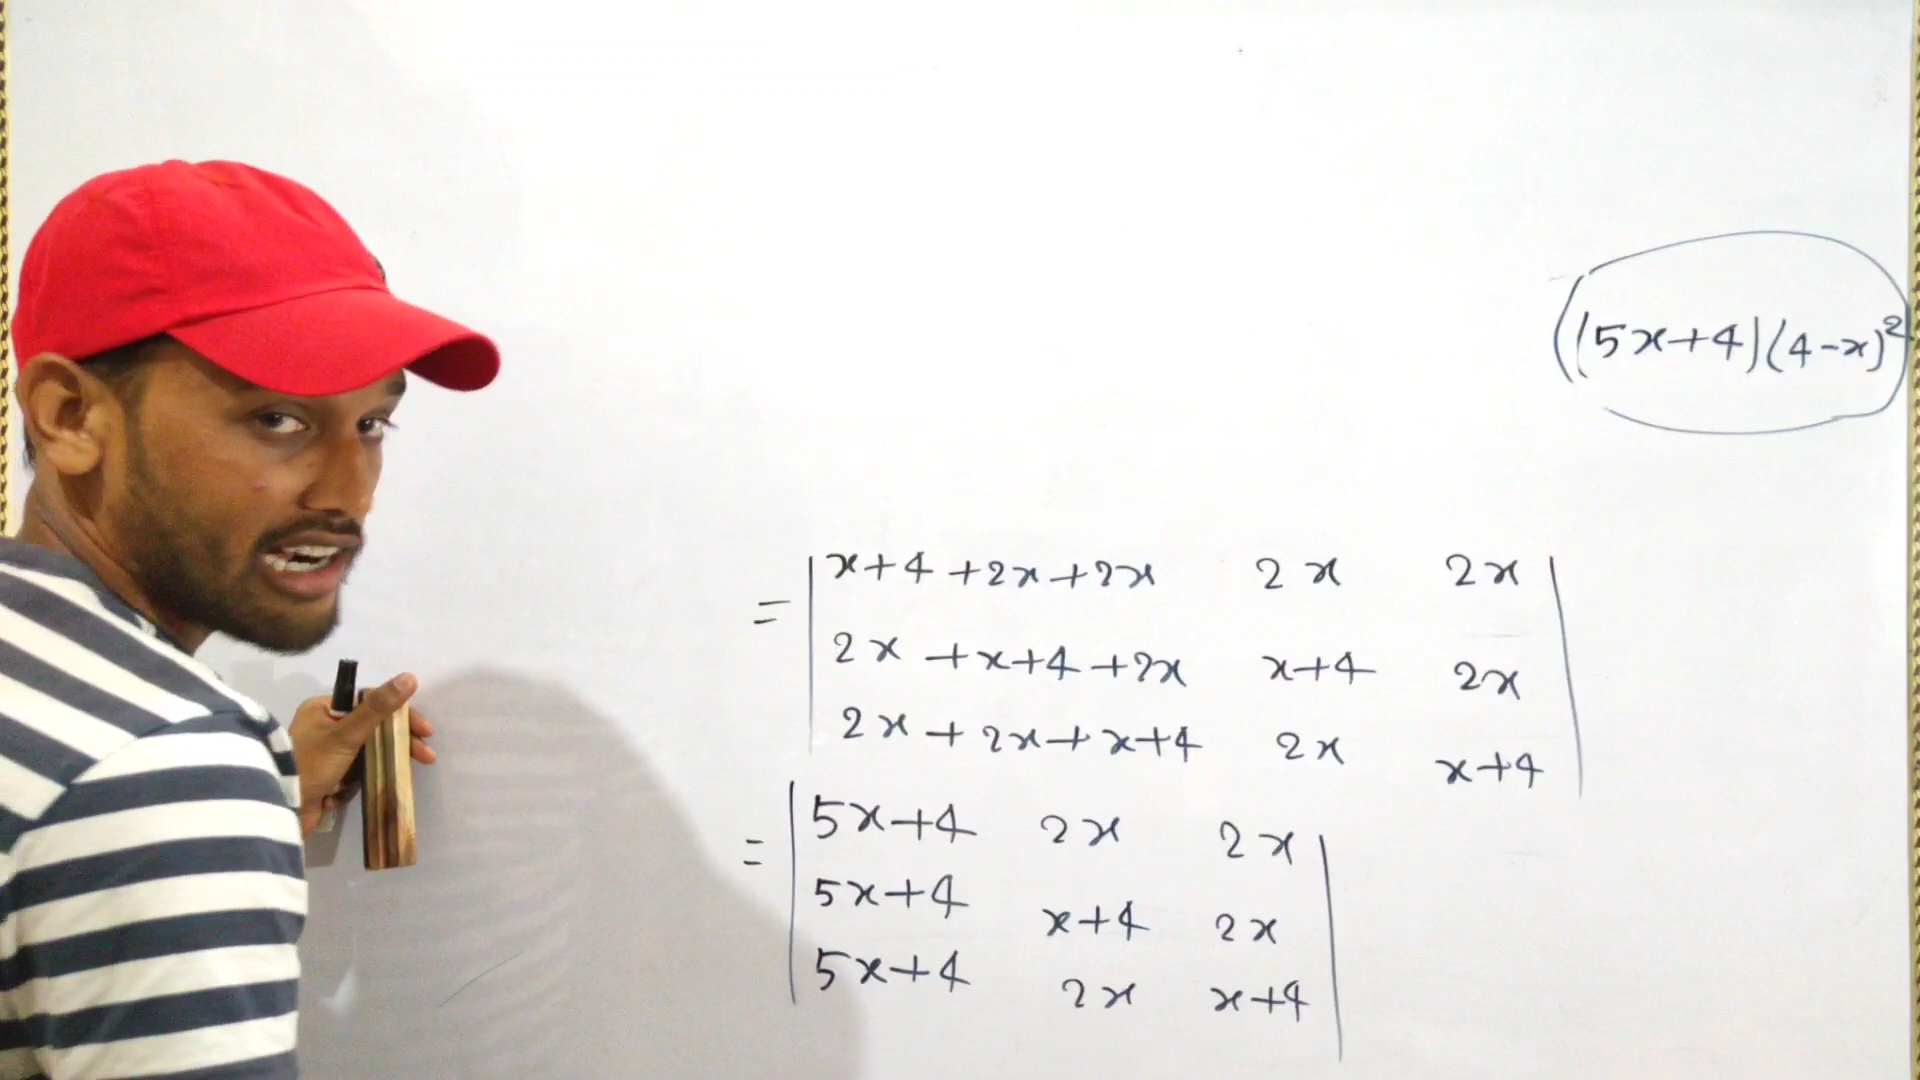 ((5x+4)(4-x)²
= | x+4+2x+2x 2x 2x |
| 2x+x+4+2x x+4 2x |
| 2x+2x+x+4 2x x+4 |
= | 5x+4 2x 2x |
| 5x+4 x+4 2x |
| 5x+4 2x x+4 |